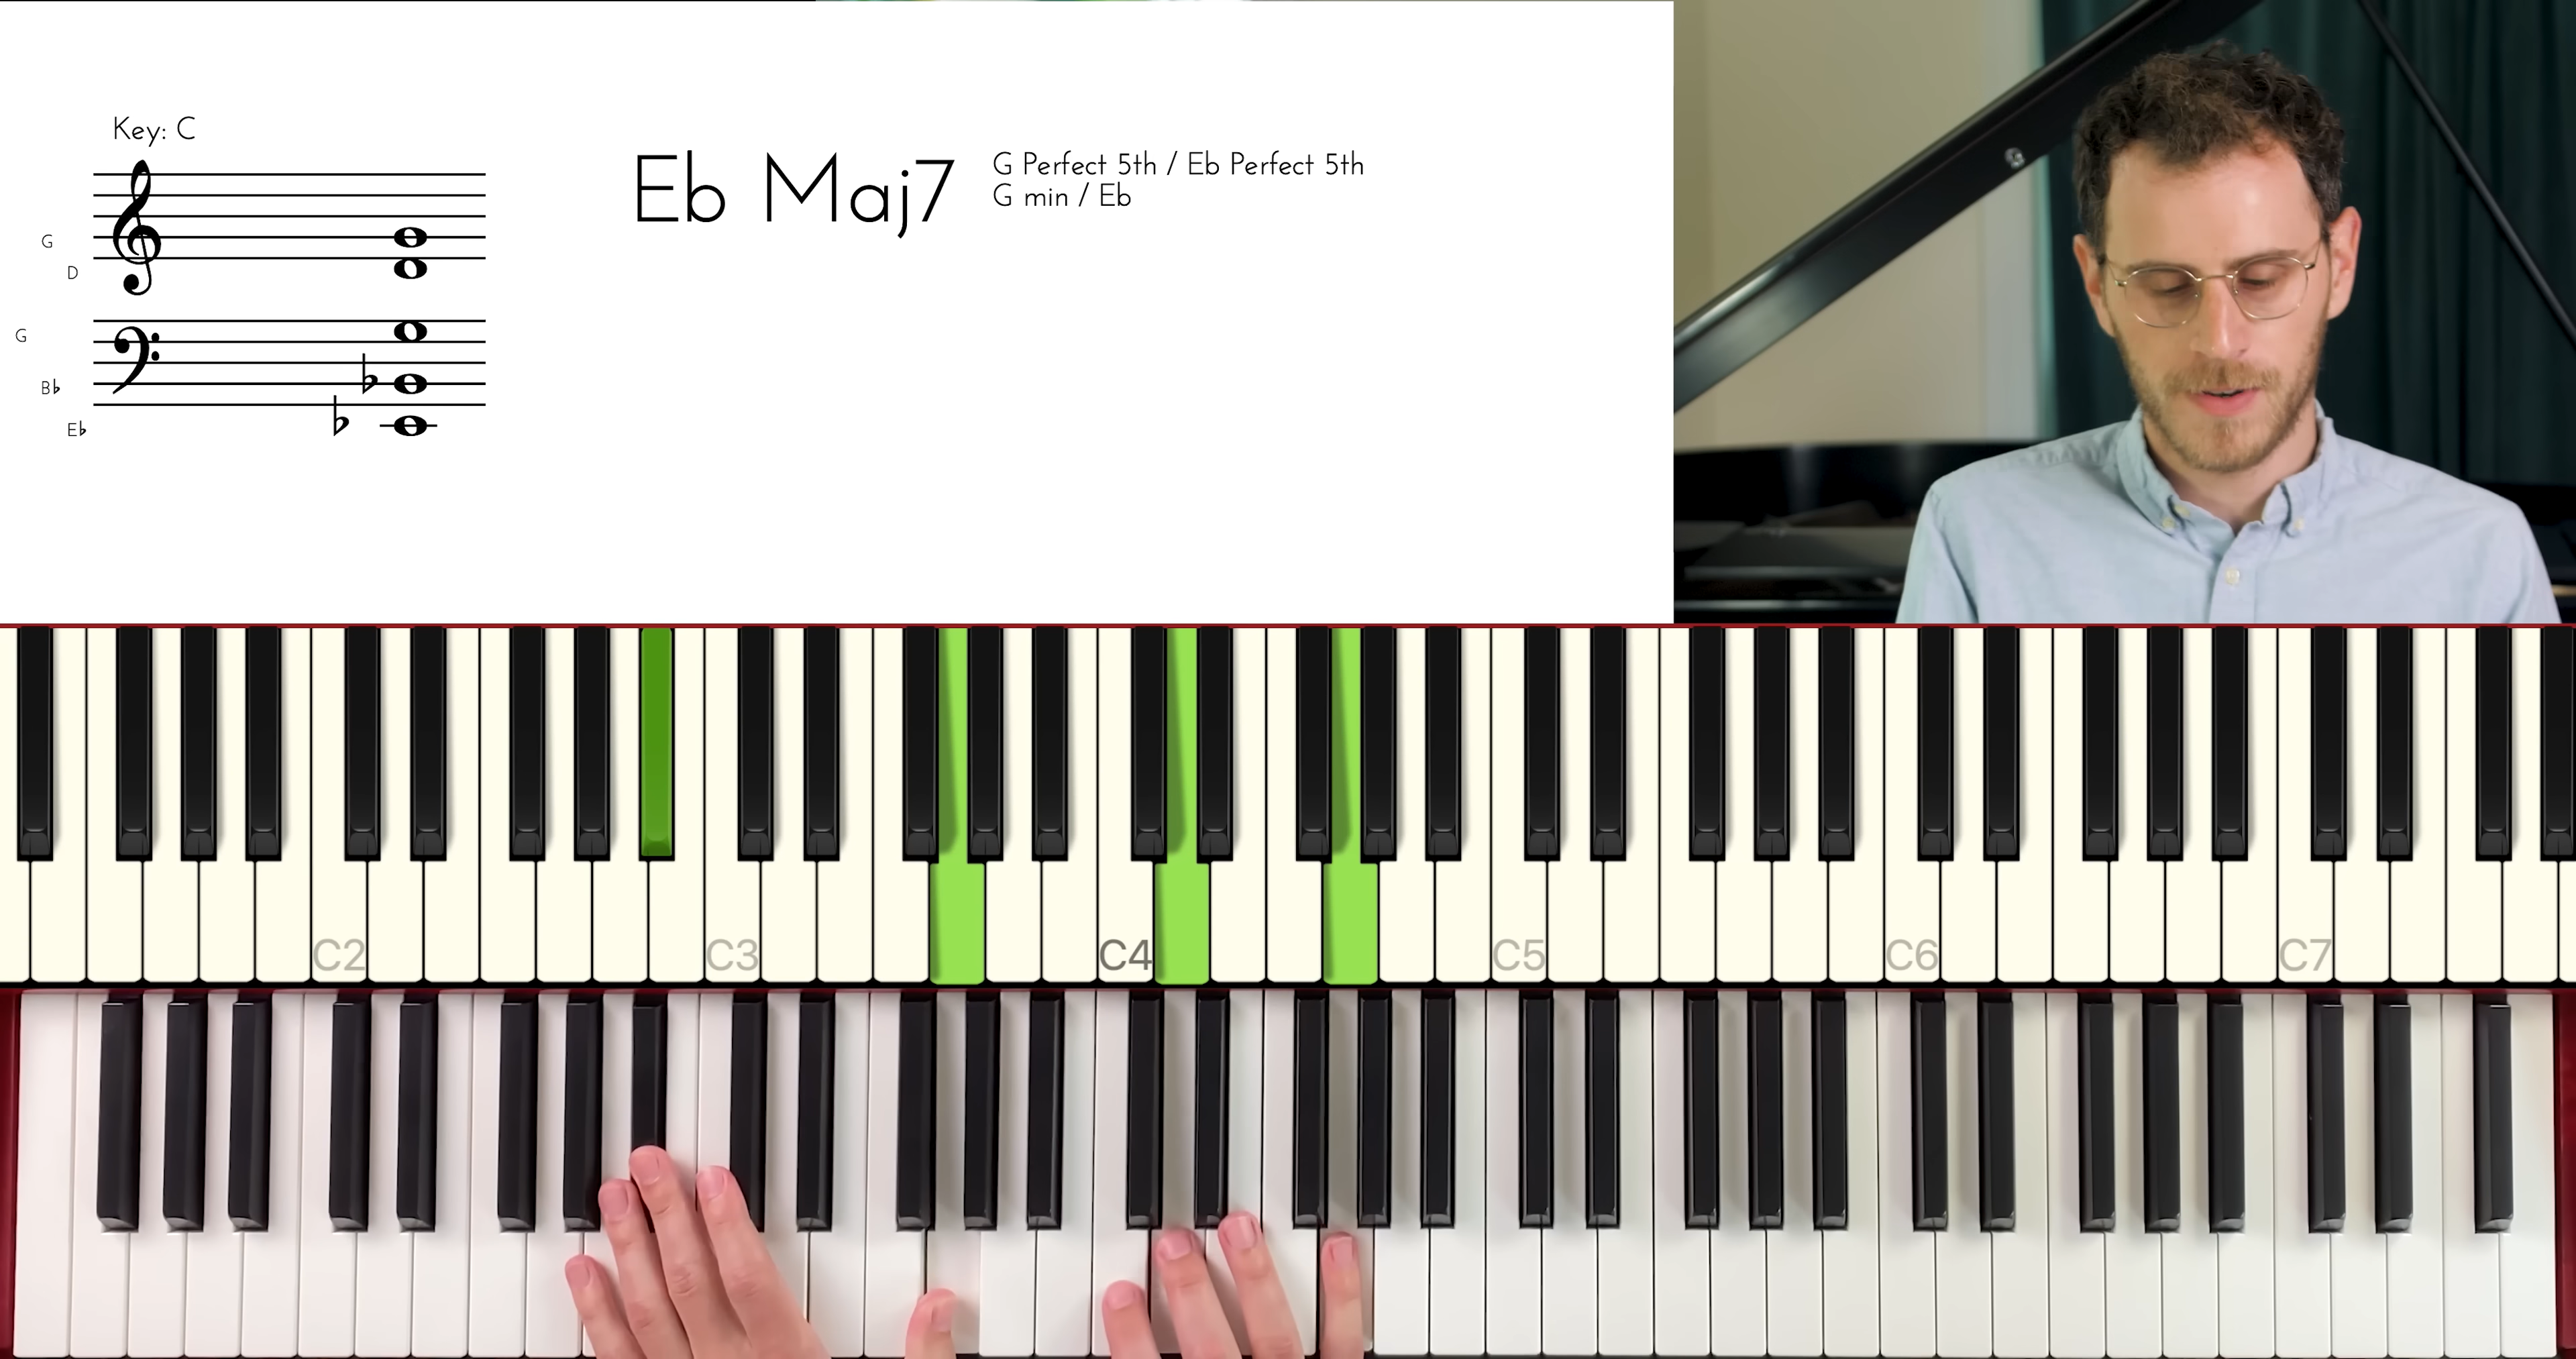 Key: C
Eb Maj7
G Perfect 5th / Eb Perfect 5th
G min / Eb
G
D
G
B♭
E♭
C2 C3 C4 C5 C6 C7